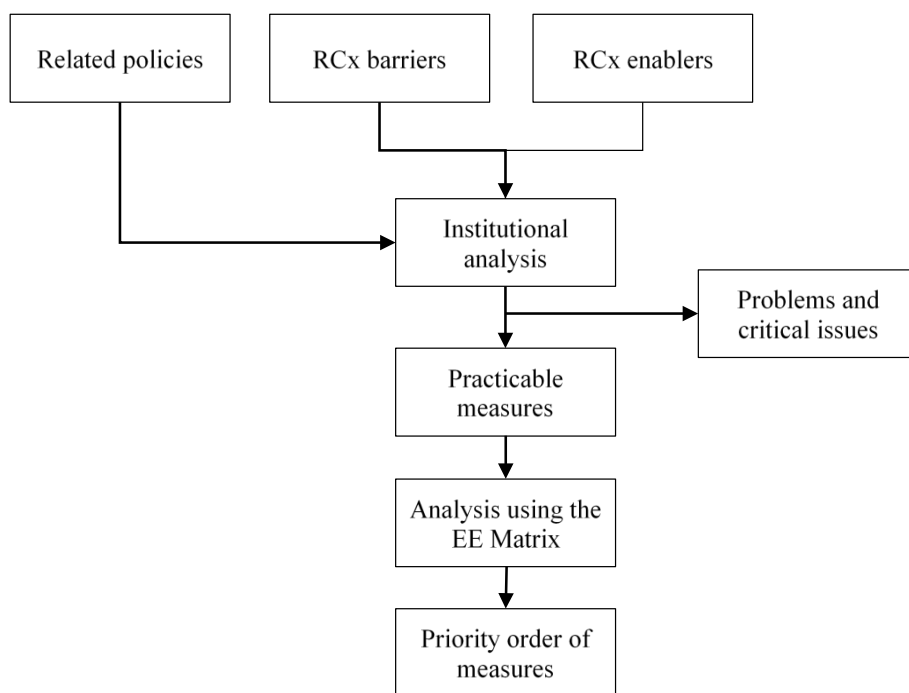 Related policies
RCx barriers
RCx enablers
Institutional
analysis
Problems and
critical issues
Practicable
measures
Analysis using the
EE Matrix
Priority order of
measures